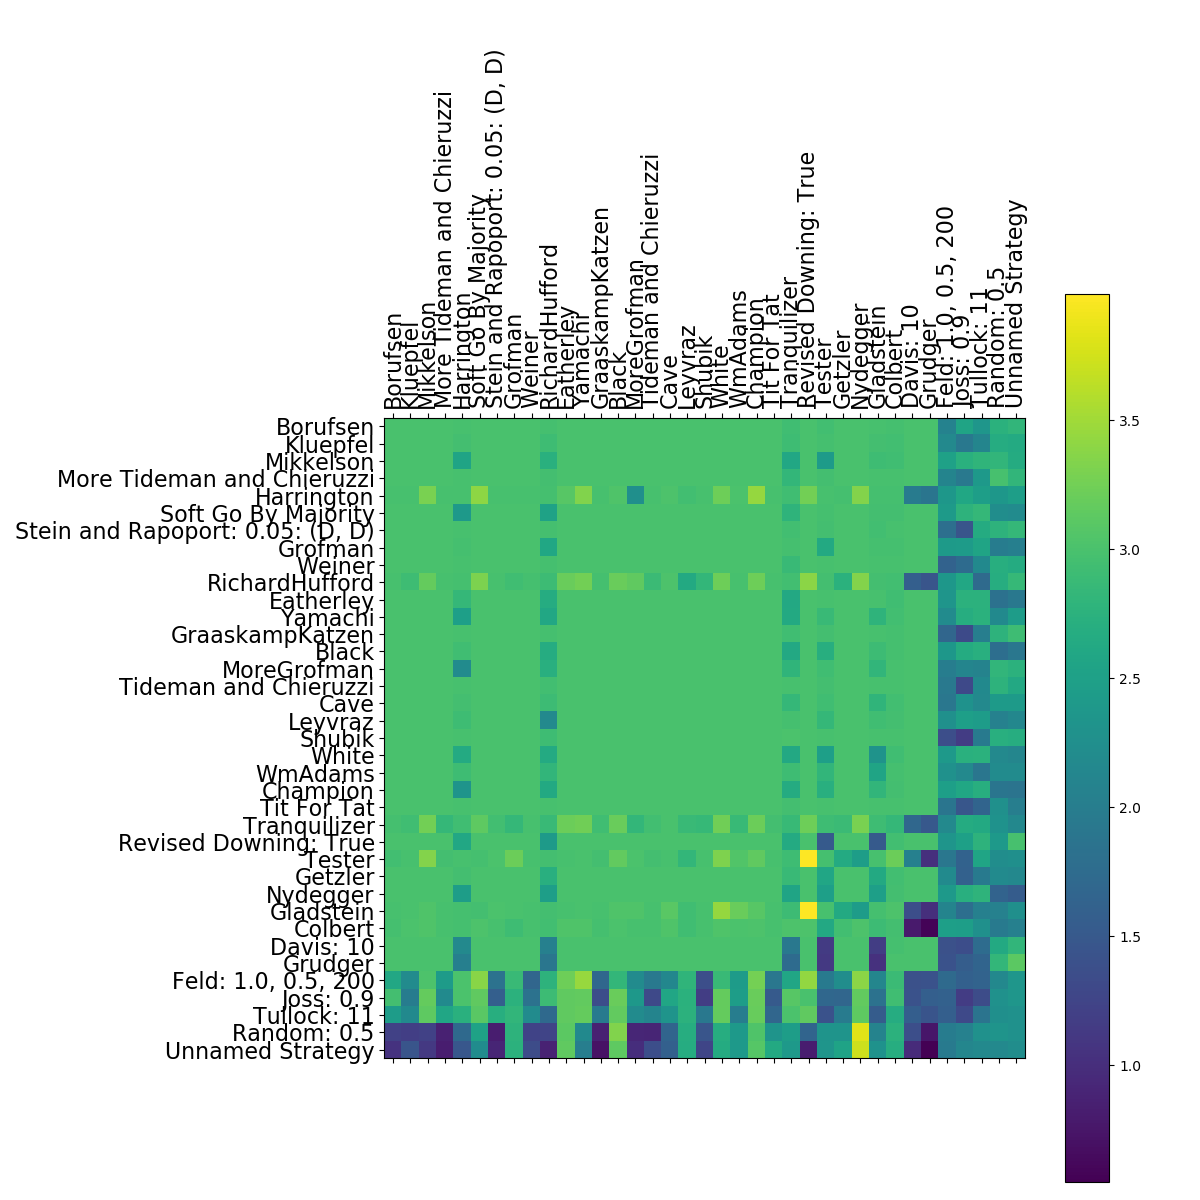 Borufsen
Kluepfel
Mikkelson
More Tideman and Chieruzzi
Harrington
Soft Go By Majority
Stein and Rapoport: 0.05: (D, D)
Grofman
Weiner
RichardHufford
Eatherley
Yamachi
GraaskampKatzen
Black
MoreGrofman
Tideman and Chieruzzi
Cave
Leyvraz
Shubik
White
WmAdams
Champion
Tit For Tat
Tranquilizer
Revised Downing: True
Tester
Getzler
Nydegger
Gladstein
Colbert
Davis: 10
Grudger
Feld: 1.0, 0.5, 200
Joss: 0.9
Tullock: 11
Random: 0.5
Unnamed Strategy
Borufsen
Kluepfel
Mikkelson
More Tideman and Chieruzzi
Harrington
Soft Go By Majority
Stein and Rapoport: 0.05: (D, D)
Grofman
Weiner
RichardHufford
Eatherley
Yamachi
GraaskampKatzen
Black
MoreGrofman
Tideman and Chieruzzi
Cave
Leyvraz
Shubik
White
WmAdams
Champion
Tit For Tat
Tranquilizer
Revised Downing: True
Tester
Getzler
Nydegger
Gladstein
Colbert
Davis: 10
Grudger
Feld: 1.0, 0.5, 200
Joss: 0.9
Tullock: 11
Random: 0.5
Unnamed Strategy
3.5
3.0
2.5
2.0
1.5
1.0